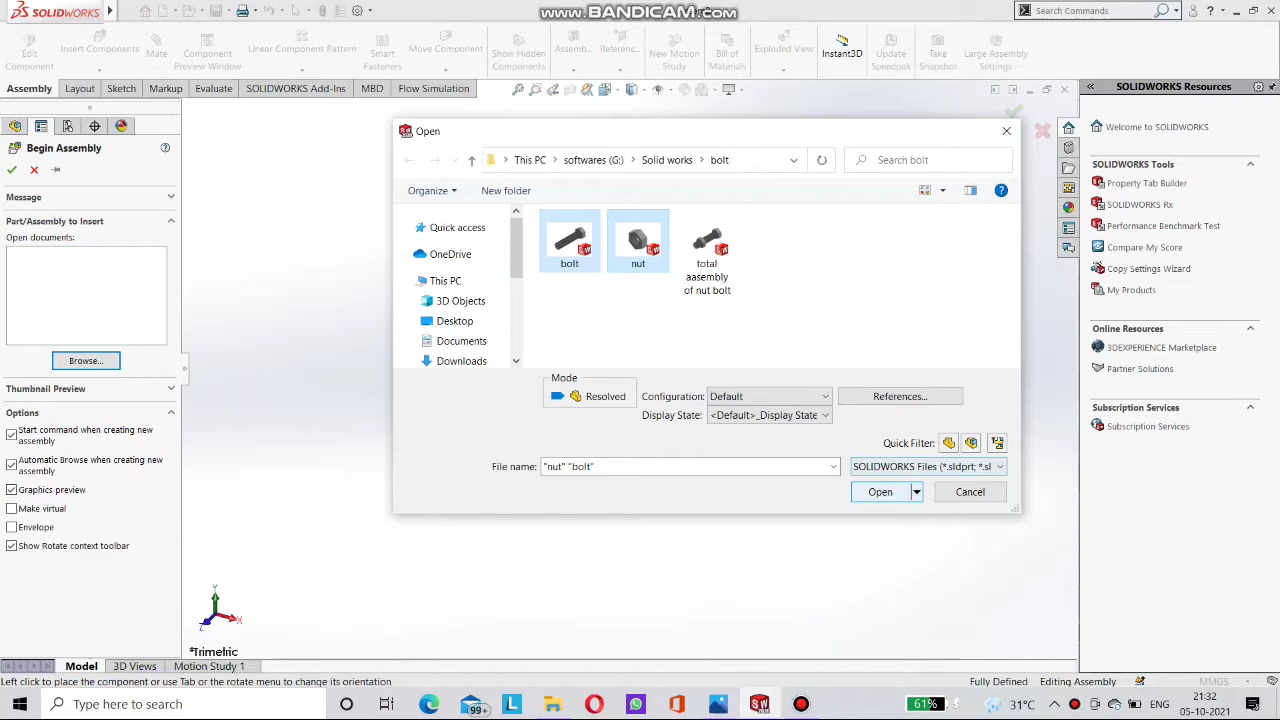 SOLIDWORKS
www.BANDICAM.com
Search Commands
Edit Component
Insert Components
Mate
Component Preview Window
Linear Component Pattern
Smart Fasteners
Move Component
Show Hidden Components
Assemb...
Referenc...
New Motion Study
Bill of Materials
Exploded View
Instant3D
Update Speedpak
Take Snapshot
Large Assembly Settings
Assembly
Layout
Sketch
Markup
Evaluate
SOLIDWORKS Add-Ins
MBD
Flow Simulation
SOLIDWORKS Resources
Begin Assembly
Message
Part/Assembly to Insert
Open documents:
Browse...
Thumbnail Preview
Options
Start command when creating new
assembly
Automatic Browse when creating new
assembly
Graphics preview
Make virtual
Envelope
Show Rotate context toolbar
Open
This PC
softwares (G:)
Solid works
bolt
Search bolt
Organize
New folder
Quick access
OneDrive
This PC
3D Objects
Desktop
Documents
Downloads
bolt
nut
total
aasembly
of nut bolt
Mode
Resolved
Configuration:
Default
References...
Display State:
<Default>_Display State
Quick Filter:
File name:
"nut" "bolt"
SOLIDWORKS Files (*.sldprt; *.sl
Open
Cancel
Welcome to SOLIDWORKS
SOLIDWORKS Tools
Property Tab Builder
SOLIDWORKS Rx
Performance Benchmark Test
Compare My Score
Copy Settings Wizard
My Products
Online Resources
3DEXPERIENCE Marketplace
Partner Solutions
Subscription Services
Subscription Services
Y
X
Z
*Trimetric
Model
3D Views
Motion Study 1
Left click to place the component or use Tab or the rotate menu to change its orientation
Fully Defined
Editing Assembly
MMGS
Type here to search
99+
61%
31°C
ENG
21:32
05-10-2021